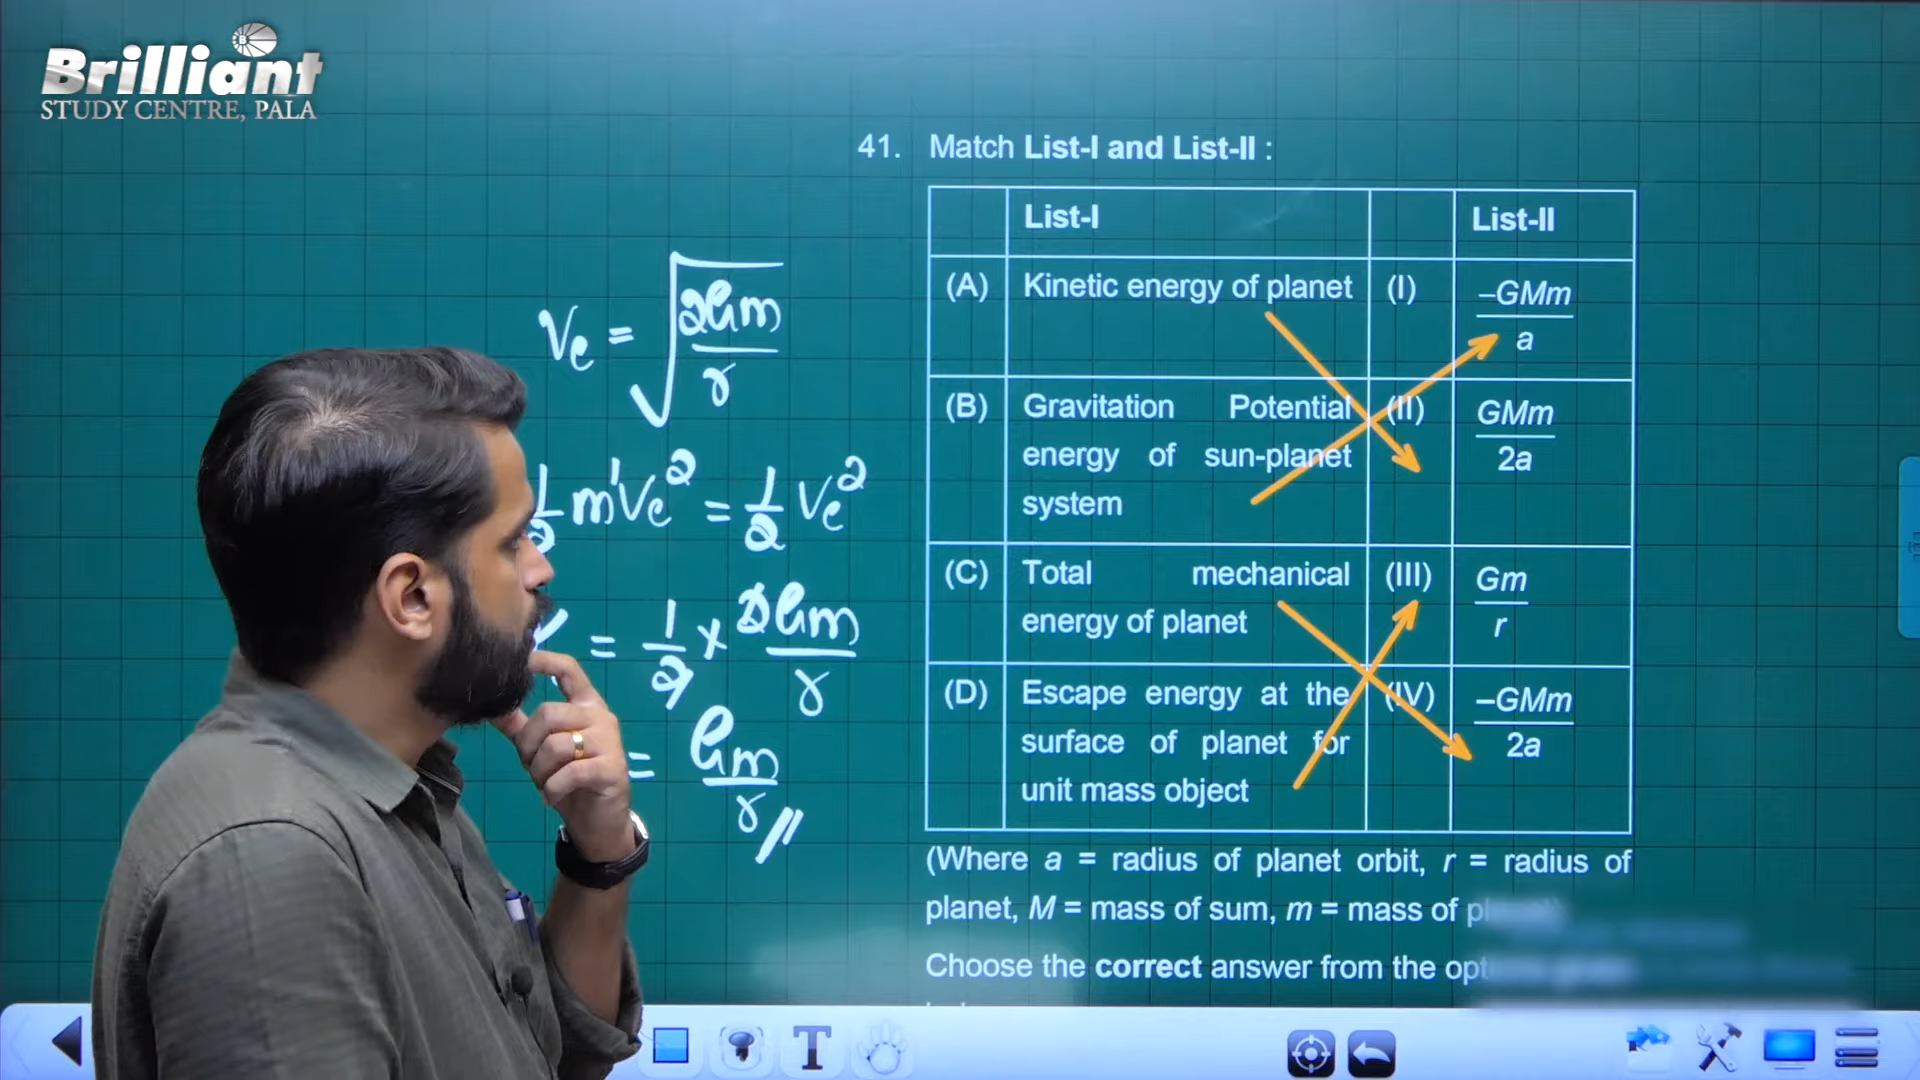 Brilliant
STUDY CENTRE, PALA
41. Match List-I and List-II :
List-I List-II
(A) Kinetic energy of planet (I) –GMm / a
(B) Gravitation Potential energy of sun-planet system (II) GMm / 2a
(C) Total mechanical energy of planet (III) Gm / r
(D) Escape energy at the surface of planet for unit mass object (IV) –GMm / 2a
(Where a = radius of planet orbit, r = radius of
planet, M = mass of sum, m = mass of
Choose the correct answer from the
Ve = √(2Gm / r)
1/2 m'Ve² = 1/2 Ve²
= 1/2 × 2Gm / r
= Gm / r //
T